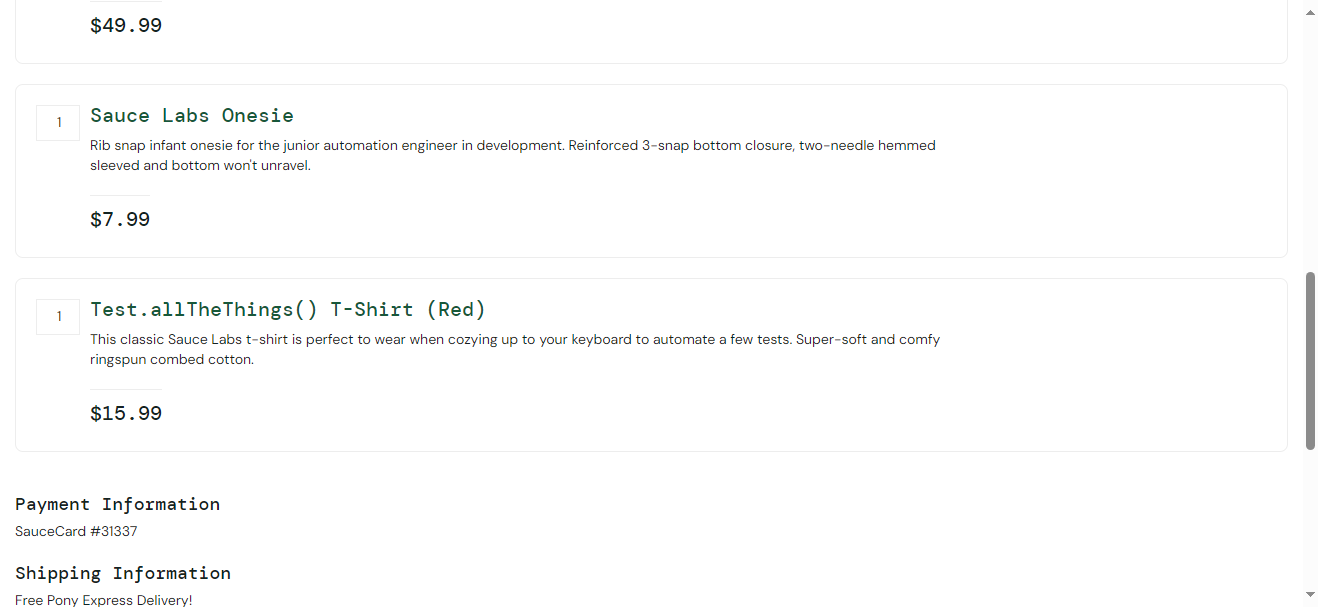 $49.99
1
Sauce Labs Onesie
Rib snap infant onesie for the junior automation engineer in development. Reinforced 3-snap bottom closure, two-needle hemmed
sleeved and bottom won't unravel.
$7.99
1
Test.allTheThings() T-Shirt (Red)
This classic Sauce Labs t-shirt is perfect to wear when cozying up to your keyboard to automate a few tests. Super-soft and comfy
ringspun combed cotton.
$15.99
Payment Information
SauceCard #31337
Shipping Information
Free Pony Express Delivery!